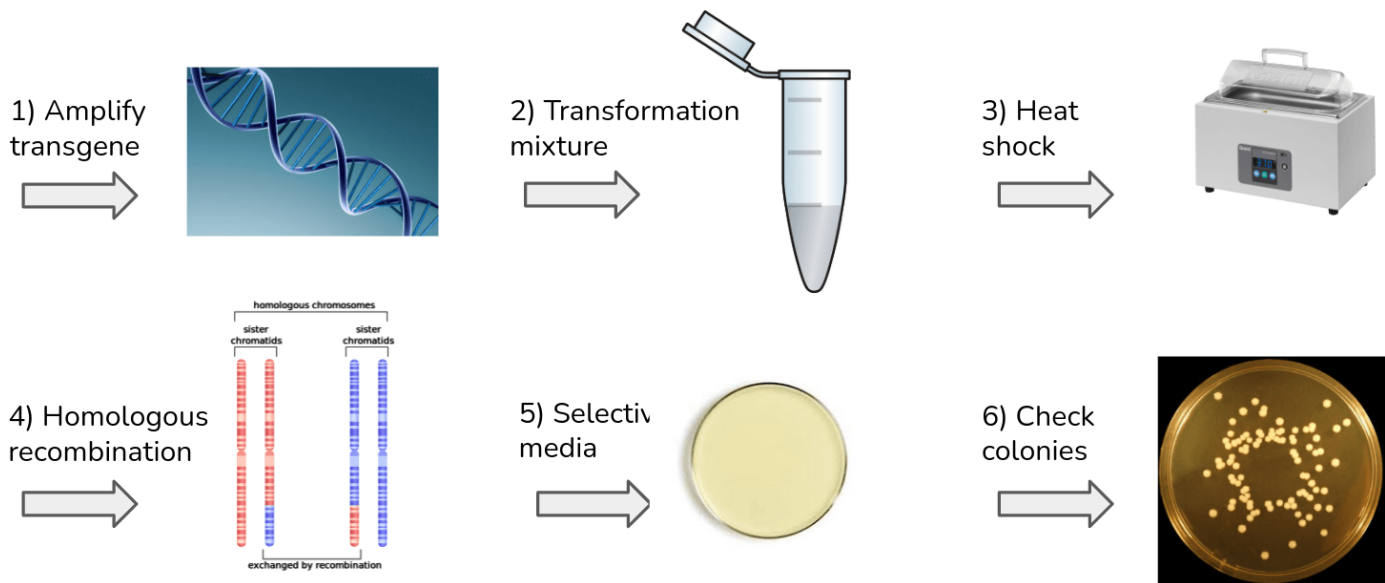 1) Amplify
transgene
2) Transformation
mixture
3) Heat
shock
homologous chromosomes
sister
chromatids
sister
chromatids
4) Homologous
recombination
exchanged by recombination
5) Selectiv
media
6) Check
colonies